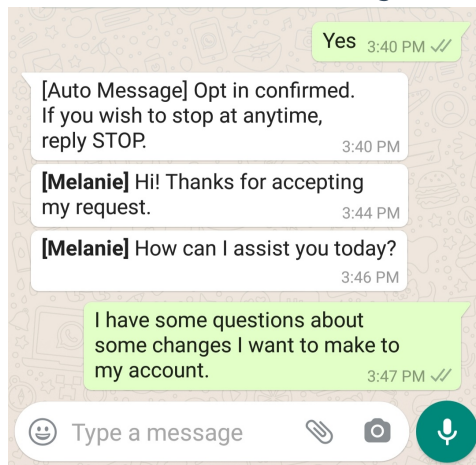 Yes 3:40 PM
[Auto Message] Opt in confirmed.
If you wish to stop at anytime,
reply STOP.
3:40 PM
[Melanie] Hi! Thanks for accepting
my request.
3:44 PM
[Melanie] How can I assist you today?
3:46 PM
I have some questions about
some changes I want to make to
my account.
3:47 PM
Type a message